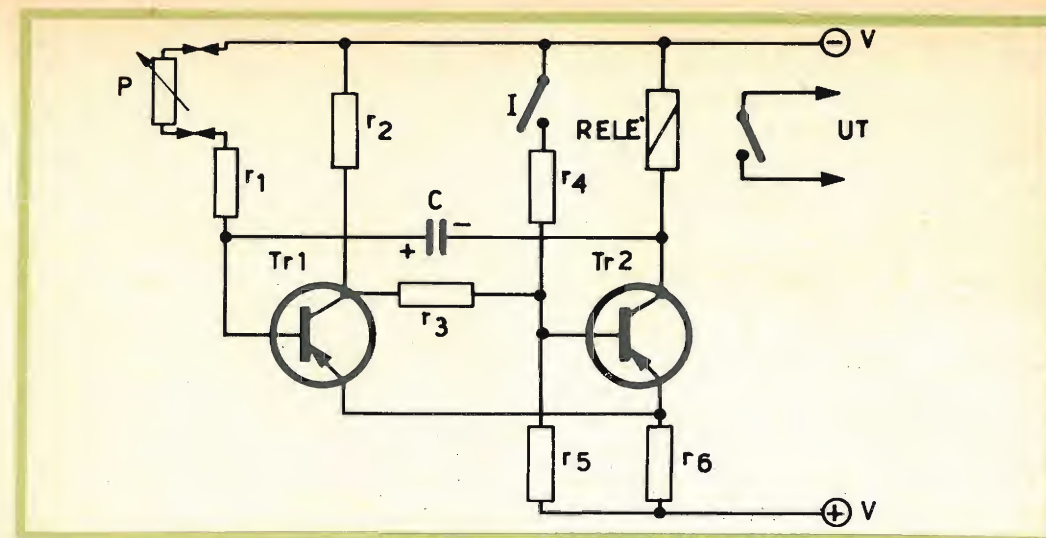 − V
P
r2
I
RELE'
UT
r1
r4
C
+ −
Tr1
Tr2
r3
r5
r6
+ V